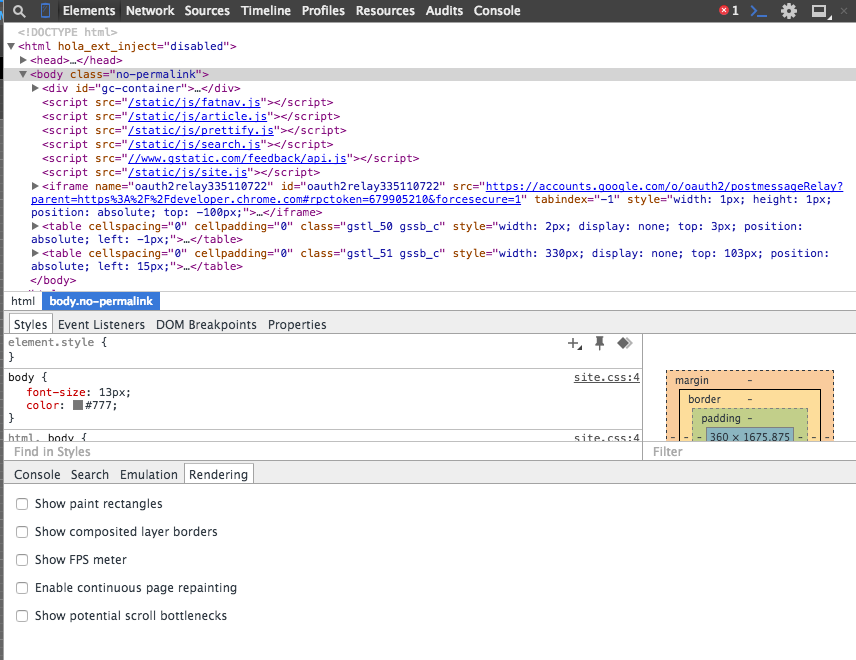 Elements Network Sources Timeline Profiles Resources Audits Console 1
<!DOCTYPE html>
<html hola_ext_inject="disabled">
<head>…</head>
<body class="no-permalink">
<div id="gc-container">…</div>
<script src="/static/js/fatnav.js"></script>
<script src="/static/js/article.js"></script>
<script src="/static/js/prettify.js"></script>
<script src="/static/js/search.js"></script>
<script src="//www.gstatic.com/feedback/api.js"></script>
<script src="/static/js/site.js"></script>
<iframe name="oauth2relay335110722" id="oauth2relay335110722" src="https://accounts.google.com/o/oauth2/postmessageRelay?
parent=https%3A%2F%2Fdeveloper.chrome.com#rpctoken=679905210&forcesecure=1" tabindex="-1" style="width: 1px; height: 1px;
position: absolute; top: -100px;">…</iframe>
<table cellspacing="0" cellpadding="0" class="gstl_50 gssb_c" style="width: 2px; display: none; top: 3px; position:
absolute; left: -1px;">…</table>
<table cellspacing="0" cellpadding="0" class="gstl_51 gssb_c" style="width: 330px; display: none; top: 103px; position:
absolute; left: 15px;">…</table>
</body>
html body.no-permalink
Styles Event Listeners DOM Breakpoints Properties
element.style {
}
body { site.css:4
font-size: 13px;
color: #777;
}
html, body { site.css:4
Find in Styles
margin -
border -
padding -
- - - 360 × 1675.875 - - -
Filter
Console Search Emulation Rendering
Show paint rectangles
Show composited layer borders
Show FPS meter
Enable continuous page repainting
Show potential scroll bottlenecks